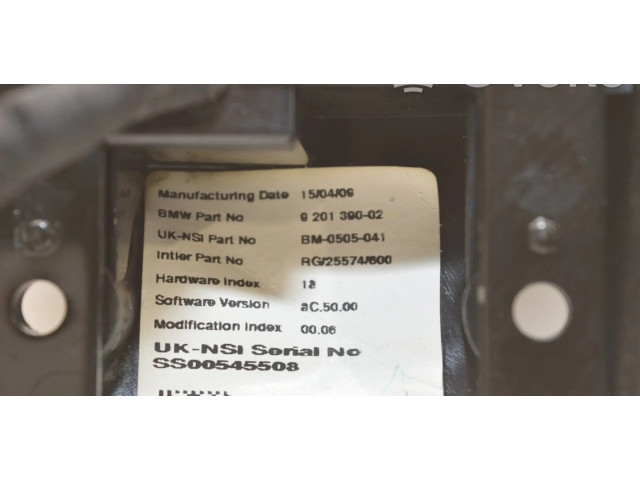 Manufacturing Date 15/04/09
BMW Part No 9 201 390-02
UK-NSI Part No BM-0505-041
Intier Part No RG/25574/600
Hardware Index 1a
Software Version aC.50.00
Modification Index 00.06
UK-NSI Serial No
SS00545508